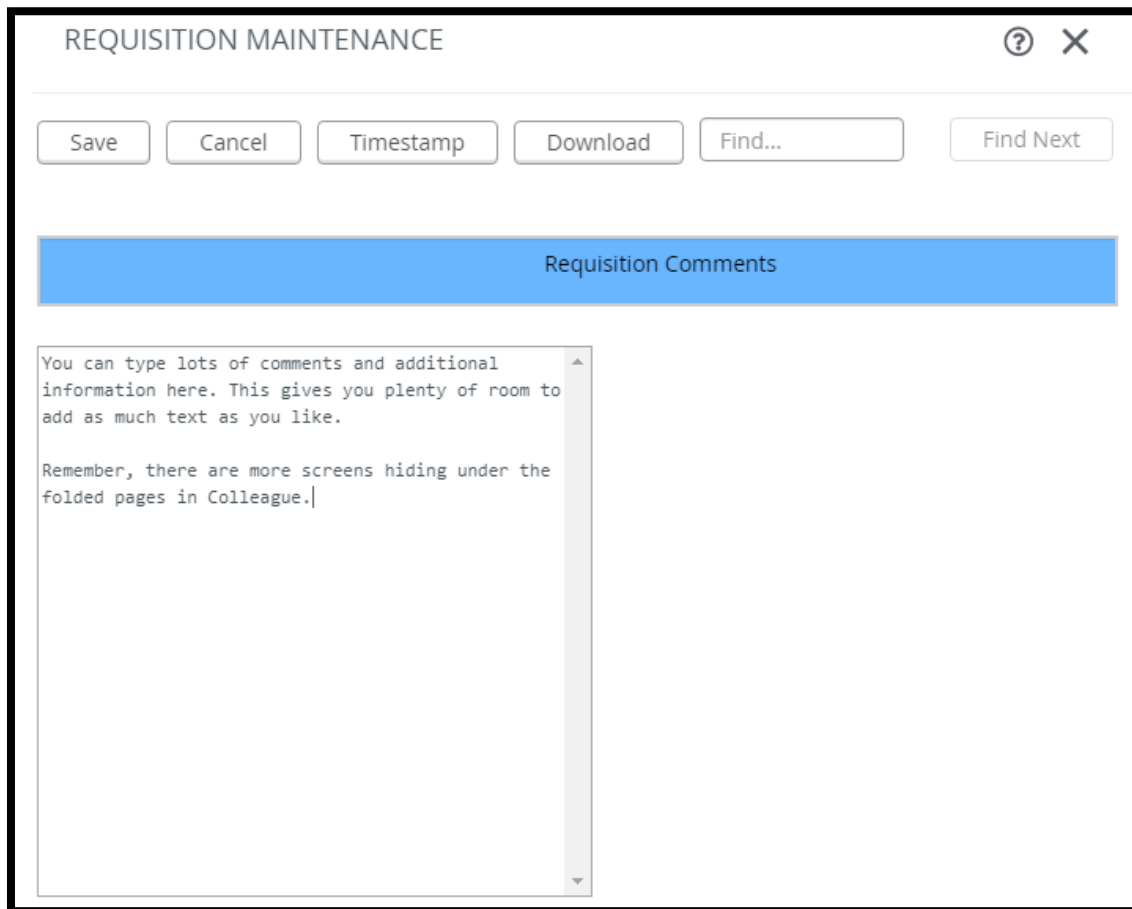 REQUISITION MAINTENANCE
Save Cancel Timestamp Download Find... Find Next
Requisition Comments
You can type lots of comments and additional
information here. This gives you plenty of room to
add as much text as you like.
Remember, there are more screens hiding under the
folded pages in Colleague.